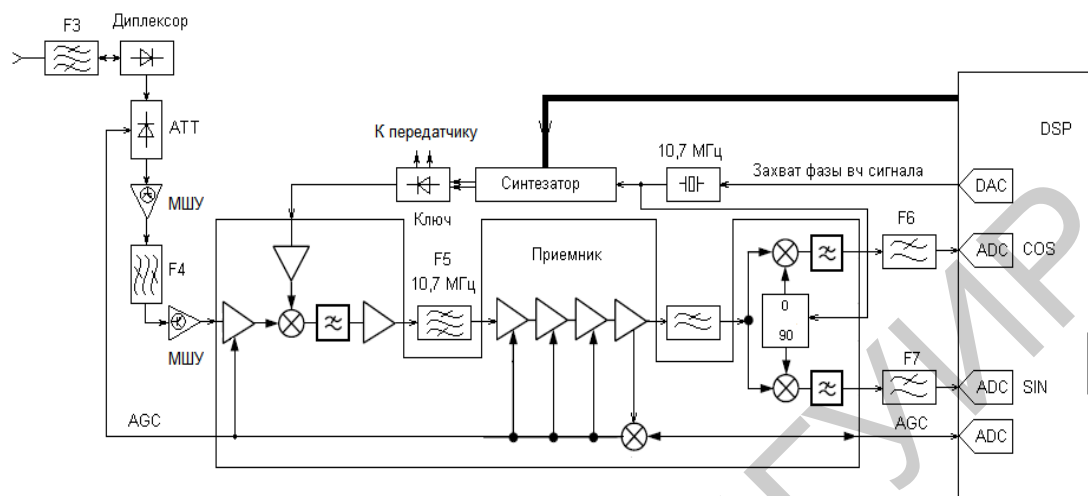 F3
Диплексор
АТТ
МШУ
F4
МШУ
К передатчику
Ключ
Синтезатор
10,7 МГц
Захват фазы вч сигнала
DSP
DAC
F5
10,7 МГц
Приемник
0
90
F6
ADC
COS
F7
ADC
SIN
AGC
AGC
ADC
ГУИР